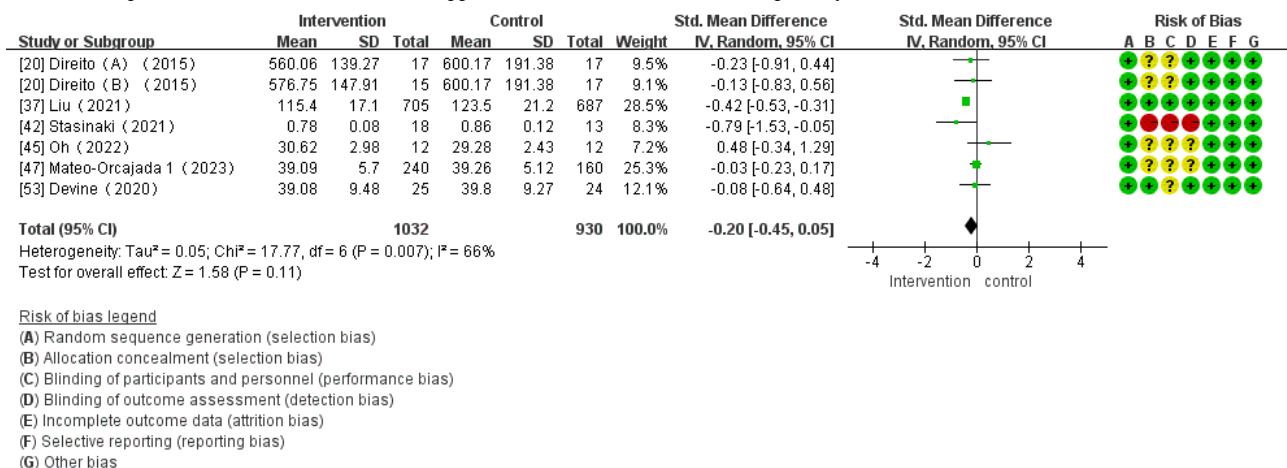 Intervention Control Std. Mean Difference Std. Mean Difference Risk of Bias
Study or Subgroup Mean SD Total Mean SD Total Weight IV, Random, 95% CI IV, Random, 95% CI A B C D E F G
[20] Direito (A) (2015) 560.06 139.27 17 600.17 191.38 17 9.5% -0.23 [-0.91, 0.44] + ? ? + + + +
[20] Direito (B) (2015) 576.75 147.91 15 600.17 191.38 17 9.1% -0.13 [-0.83, 0.56] + ? ? + + + +
[37] Liu (2021) 115.4 17.1 705 123.5 21.2 687 28.5% -0.42 [-0.53, -0.31] + + + + + + +
[42] Stasinaki (2021) 0.78 0.08 18 0.86 0.12 13 8.3% -0.79 [-1.53, -0.05] + - - - + + +
[45] Oh (2022) 30.62 2.98 12 29.28 2.43 12 7.2% 0.48 [-0.34, 1.29] + ? ? ? + + +
[47] Mateo-Orcajada 1 (2023) 39.09 5.7 240 39.26 5.12 160 25.3% -0.03 [-0.23, 0.17] + ? ? ? + + +
[53] Devine (2020) 39.08 9.48 25 39.8 9.27 24 12.1% -0.08 [-0.64, 0.48] + + ? + + + +
Total (95% CI) 1032 930 100.0% -0.20 [-0.45, 0.05]
Heterogeneity: Tau² = 0.05; Chi² = 17.77, df = 6 (P = 0.007); I² = 66%
Test for overall effect: Z = 1.58 (P = 0.11)
-4 -2 0 2 4
Intervention control
Risk of bias legend
(A) Random sequence generation (selection bias)
(B) Allocation concealment (selection bias)
(C) Blinding of participants and personnel (performance bias)
(D) Blinding of outcome assessment (detection bias)
(E) Incomplete outcome data (attrition bias)
(F) Selective reporting (reporting bias)
(G) Other bias